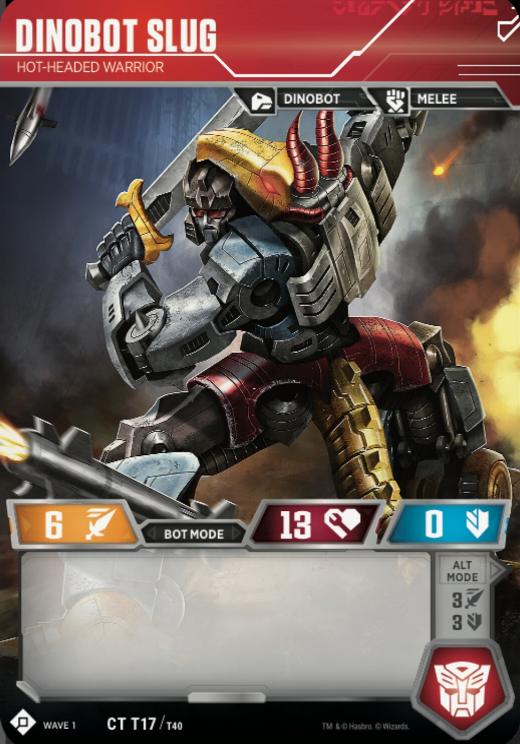 DINOBOT SLUG
HOT-HEADED WARRIOR
DINOBOT
MELEE
6
BOT MODE
13
0
ALT
MODE
3
3
WAVE 1
CT T17/T40
TM & © Hasbro. © Wizards.